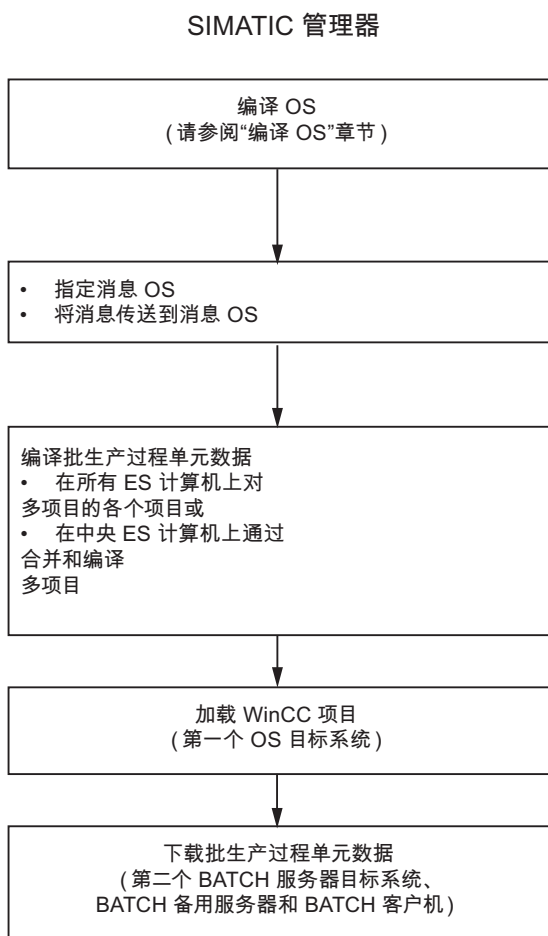 SIMATIC 管理器
编译 OS
(请参阅“编译 OS”章节)
• 指定消息 OS
• 将消息传送到消息 OS
编译批生产过程单元数据
• 在所有 ES 计算机上对
多项目的各个项目或
• 在中央 ES 计算机上通过
合并和编译
多项目
加载 WinCC 项目
(第一个 OS 目标系统)
下载批生产过程单元数据
(第二个 BATCH 服务器目标系统、
BATCH 备用服务器和 BATCH 客户机)